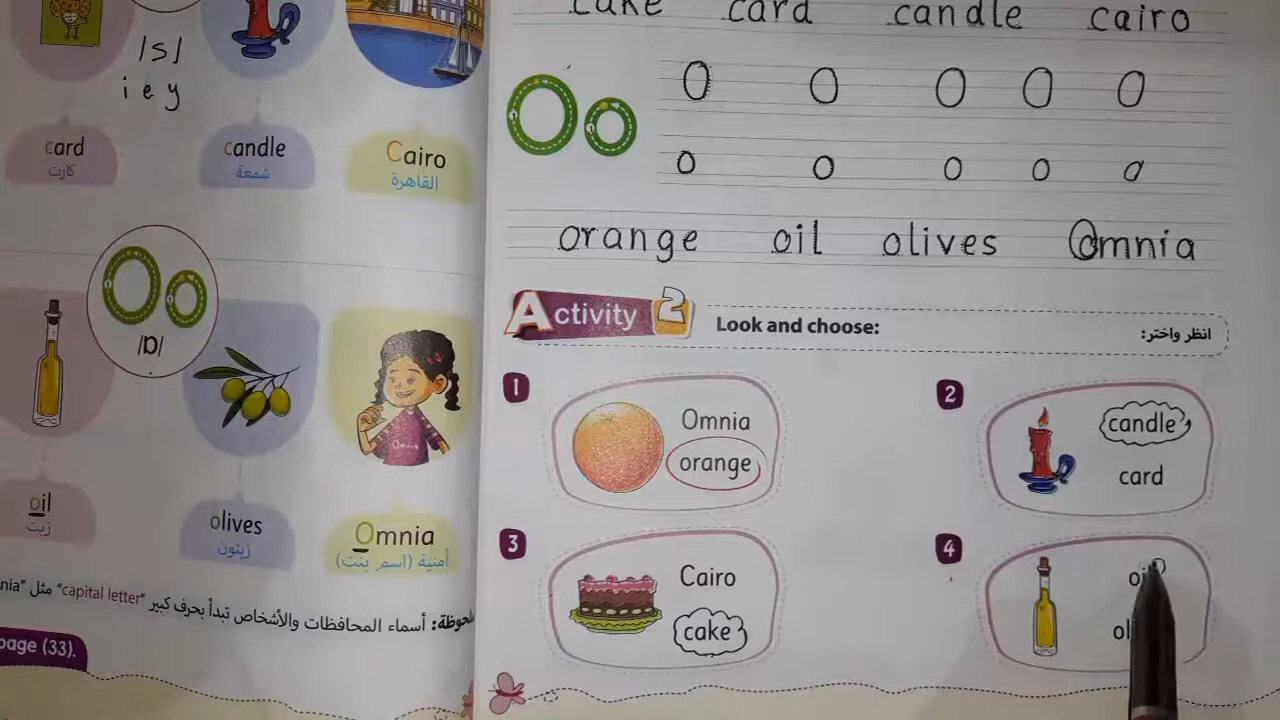 /s/
i e y
card
كارت
candle
شمعة
Cairo
القاهرة
Oo
/ɒ/
oil
زيت
olives
زيتون
Omnia
Omnia
أمنية (اسم بنت)
أسماء المحافظات والأشخاص تبدأ بحرف كبير "capital letter" مثل
page (33).
cake card candle cairo
Oo O O O O O
o o o o o
orange oil olives Omnia
Activity 2 Look and choose: انظر واختر:
1
Omnia
orange
2
candle
card
3
Cairo
cake
4